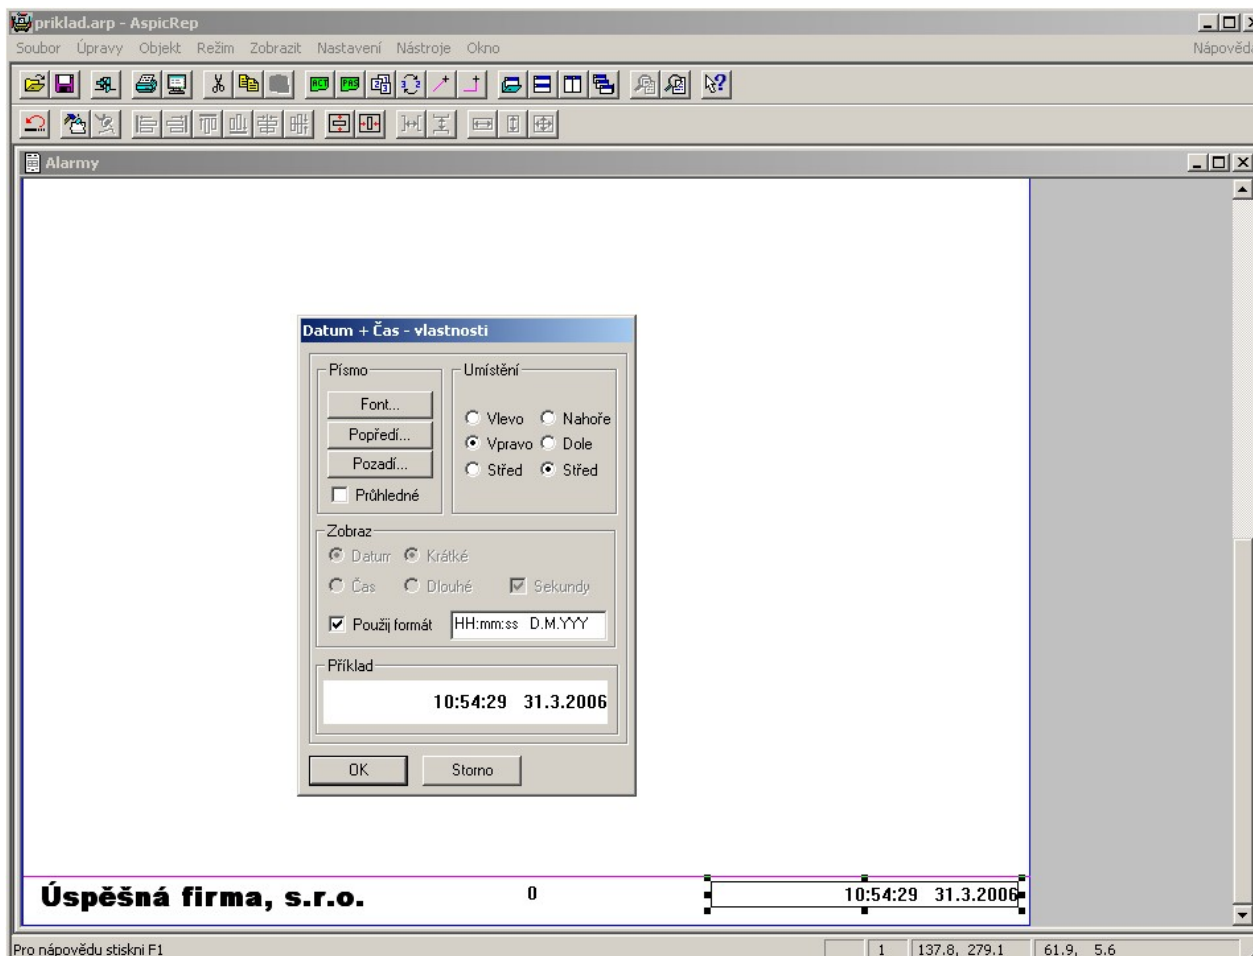 priklad.arp - AspicRep
Soubor Úpravy Objekt Režim Zobrazit Nastavení Nástroje Okno Nápověda
ACT PAS
Alarmy
Datum + Čas - vlastnosti
Písmo
Font...
Popředí...
Pozadí...
Průhledné
Umístění
Vlevo Nahoře
Vpravo Dole
Střed Střed
Zobraz
Datum Krátké
Čas Dlouhé Sekundy
Použij formát HH:mm:ss D.M.YYY
Příklad
10:54:29 31.3.2006
OK Storno
Úspěšná firma, s.r.o. 0 10:54:29 31.3.2006
Pro nápovědu stiskni F1 1 137.8, 279.1 61.9, 5.6